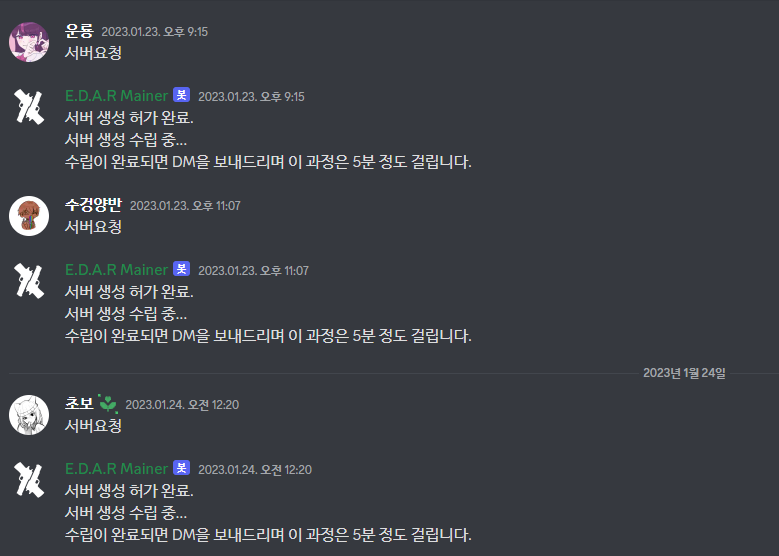 운룡 2023.01.23. 오후 9:15
서버요청
E.D.A.R Mainer 봇 2023.01.23. 오후 9:15
서버 생성 허가 완료.
서버 생성 수립 중...
수립이 완료되면 DM을 보내드리며 이 과정은 5분 정도 걸립니다.
수겅양반 2023.01.23. 오후 11:07
서버요청
E.D.A.R Mainer 봇 2023.01.23. 오후 11:07
서버 생성 허가 완료.
서버 생성 수립 중...
수립이 완료되면 DM을 보내드리며 이 과정은 5분 정도 걸립니다.
2023년 1월 24일
초보 2023.01.24. 오전 12:20
서버요청
E.D.A.R Mainer 봇 2023.01.24. 오전 12:20
서버 생성 허가 완료.
서버 생성 수립 중...
수립이 완료되면 DM을 보내드리며 이 과정은 5분 정도 걸립니다.